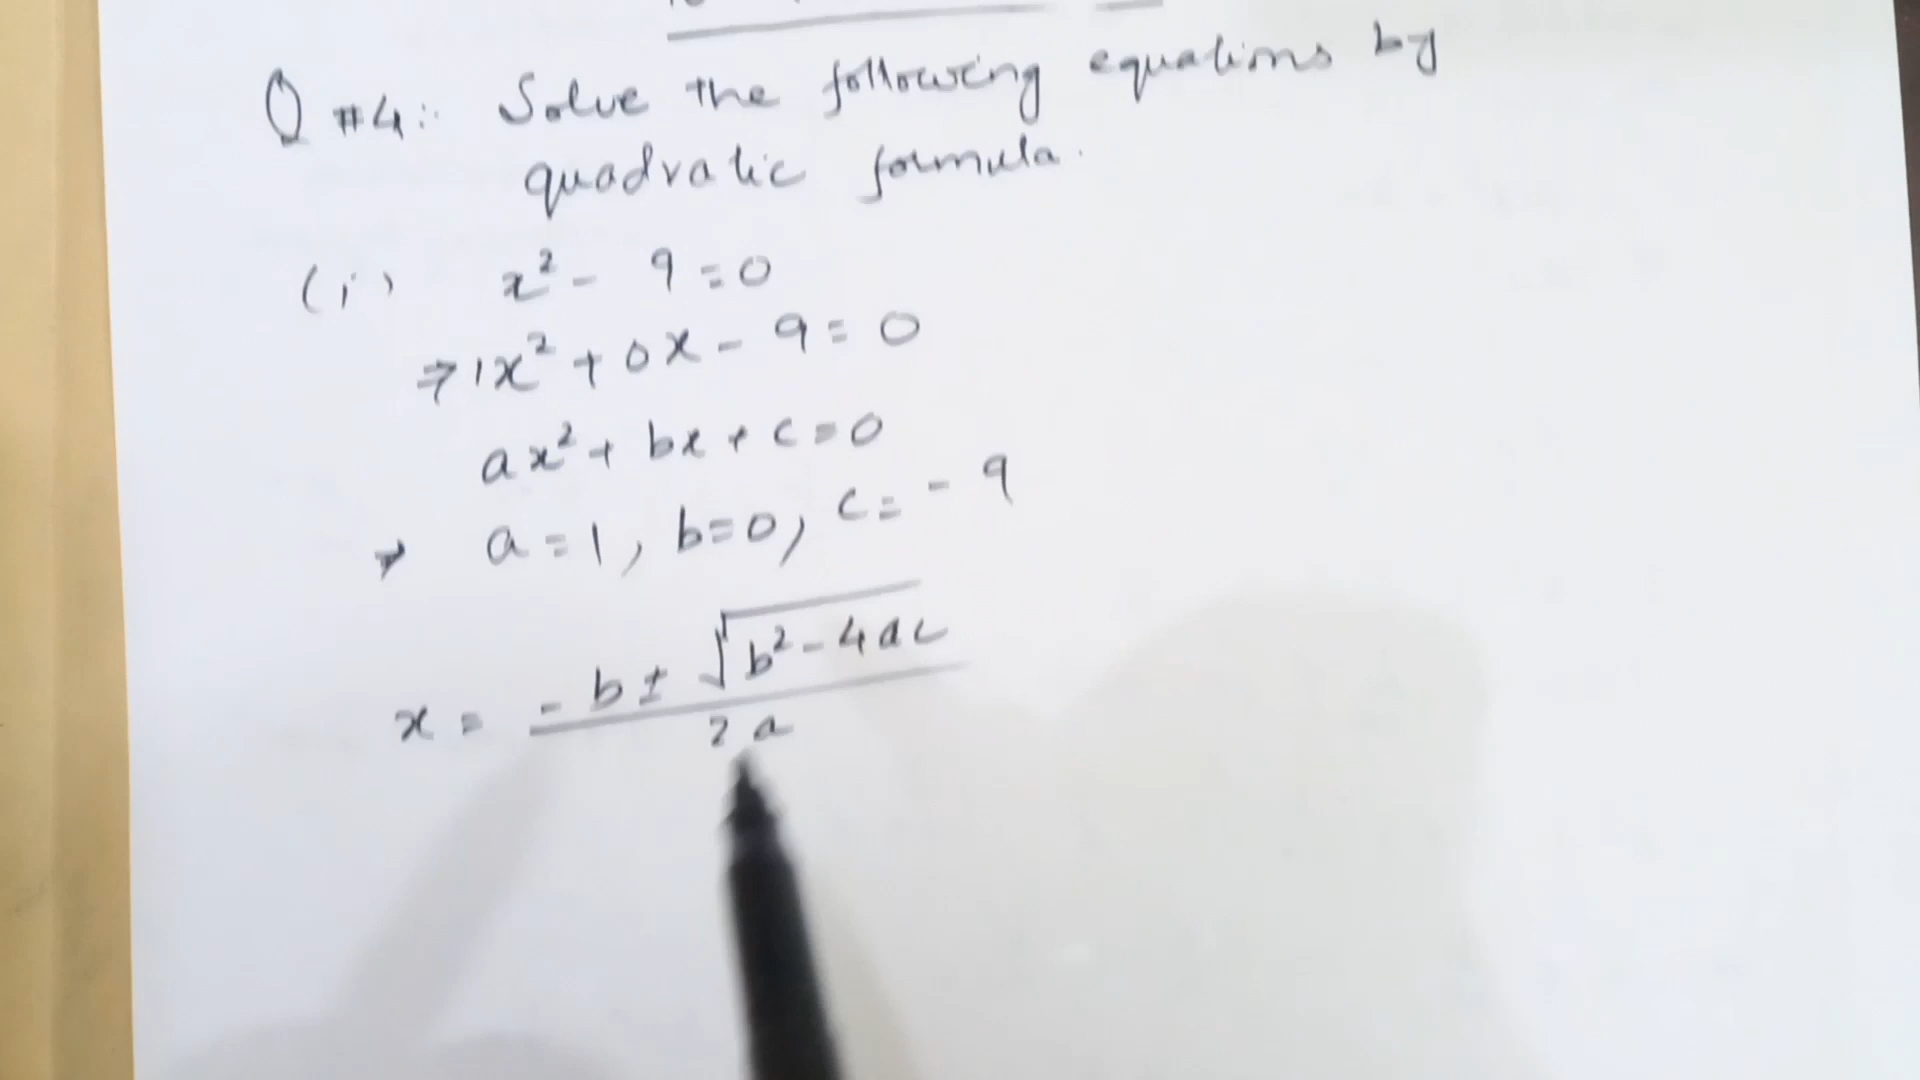 Q #4:- Solve the following equations by
quadratic formula.
(i) x² - 9 = 0
⇒ 1x² + 0x - 9 = 0
ax² + bx + c = 0
⇒ a = 1, b = 0, c = - 9
x = -b ± √(b² - 4ac) / 2a